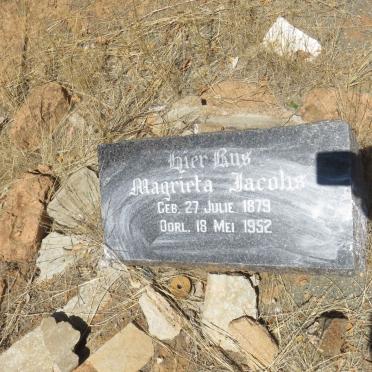 Hier Rus
Magrieta Jacobs
Geb. 27 Julie 1879
Oorl. 18 Mei 1952